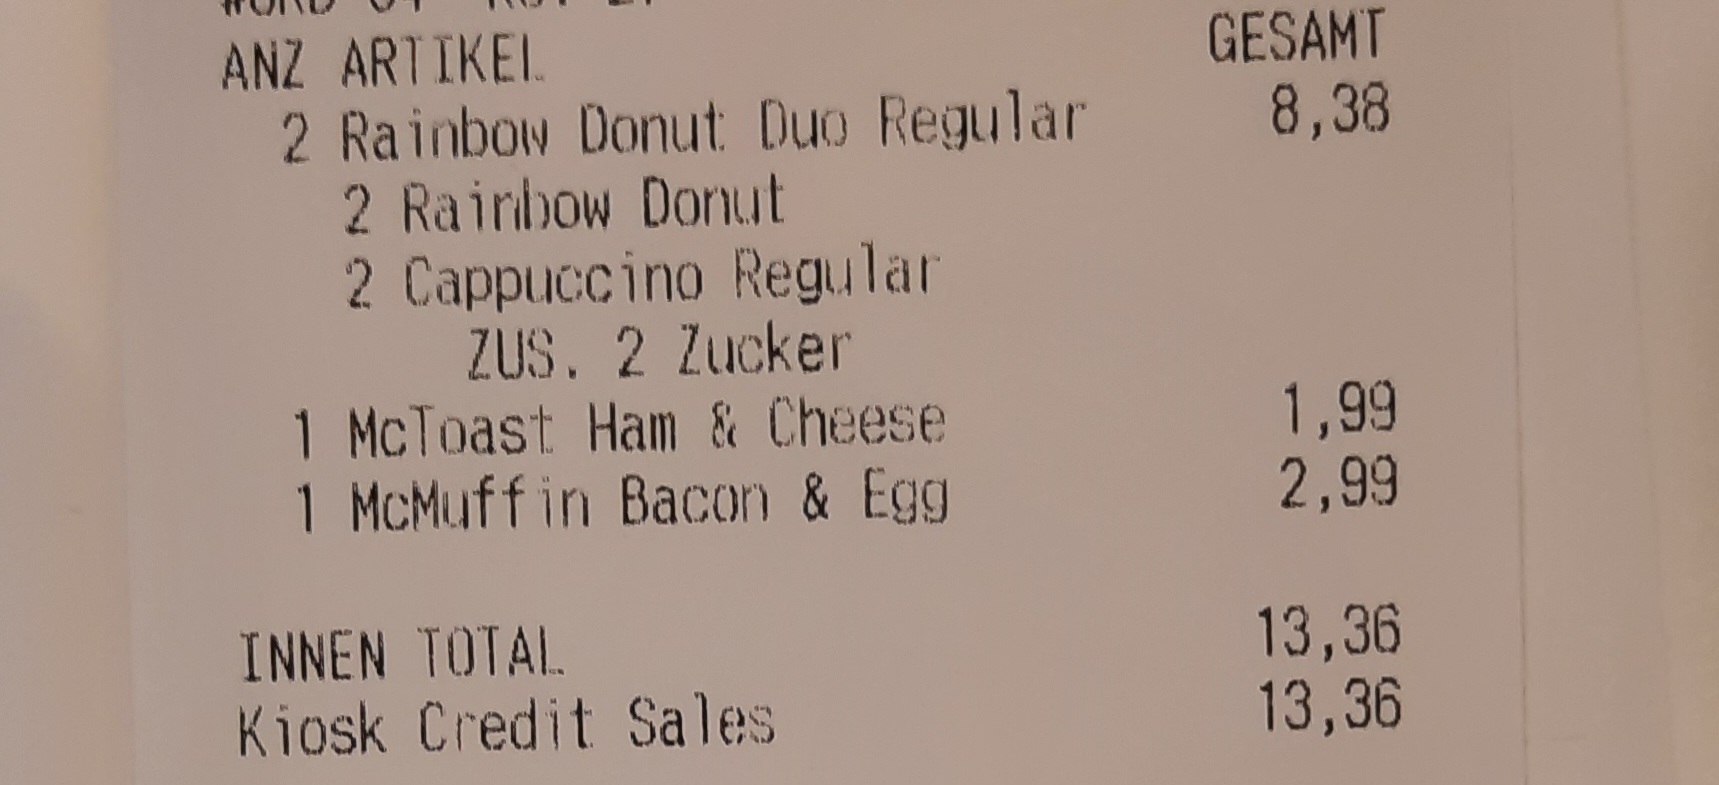 ANZ ARTIKEL GESAMT
2 Rainbow Donut Duo Regular 8,38
2 Rainbow Donut
2 Cappuccino Regular
ZUS. 2 Zucker
1 McToast Ham & Cheese 1,99
1 McMuffin Bacon & Egg 2,99
INNEN TOTAL 13,36
Kiosk Credit Sales 13,36